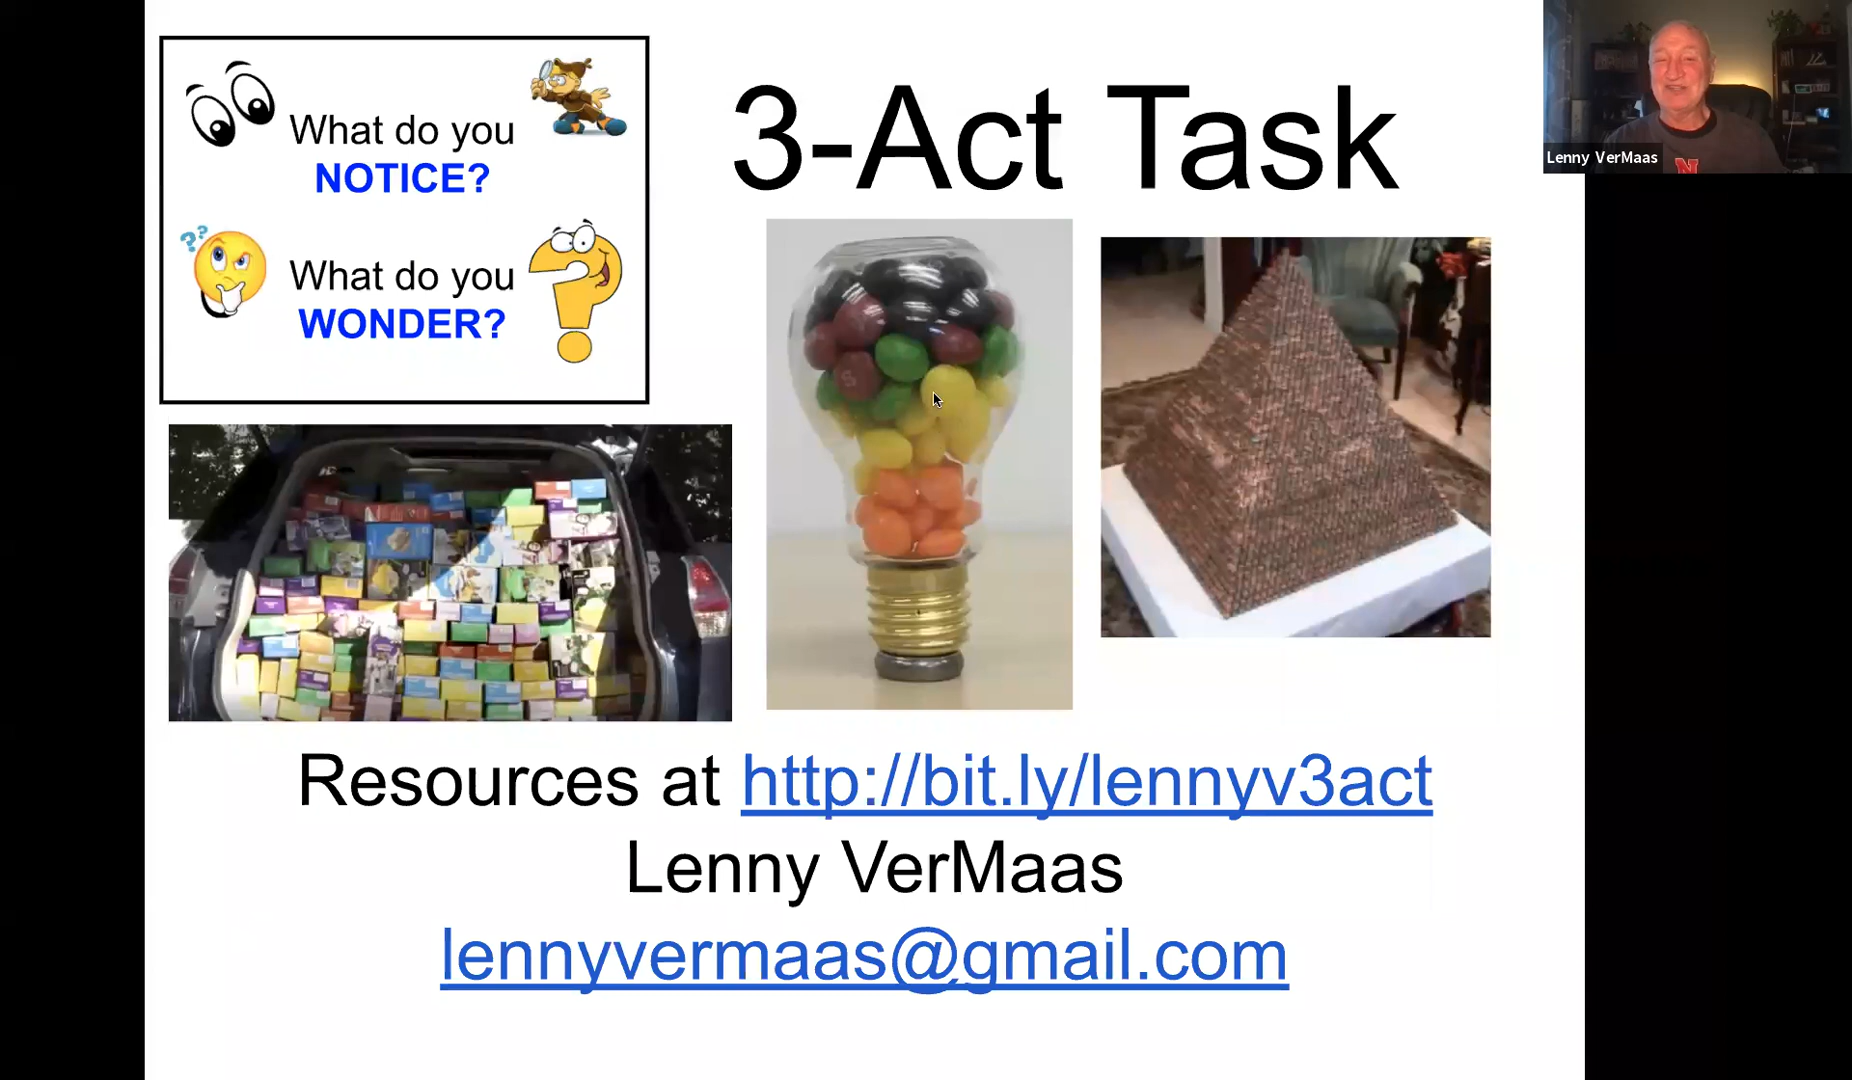 What do you
NOTICE?
??
What do you
WONDER?
3-Act Task
Lenny VerMaas
N
S
Resources at http://bit.ly/lennyv3act
Lenny VerMaas
lennyvermaas@gmail.com